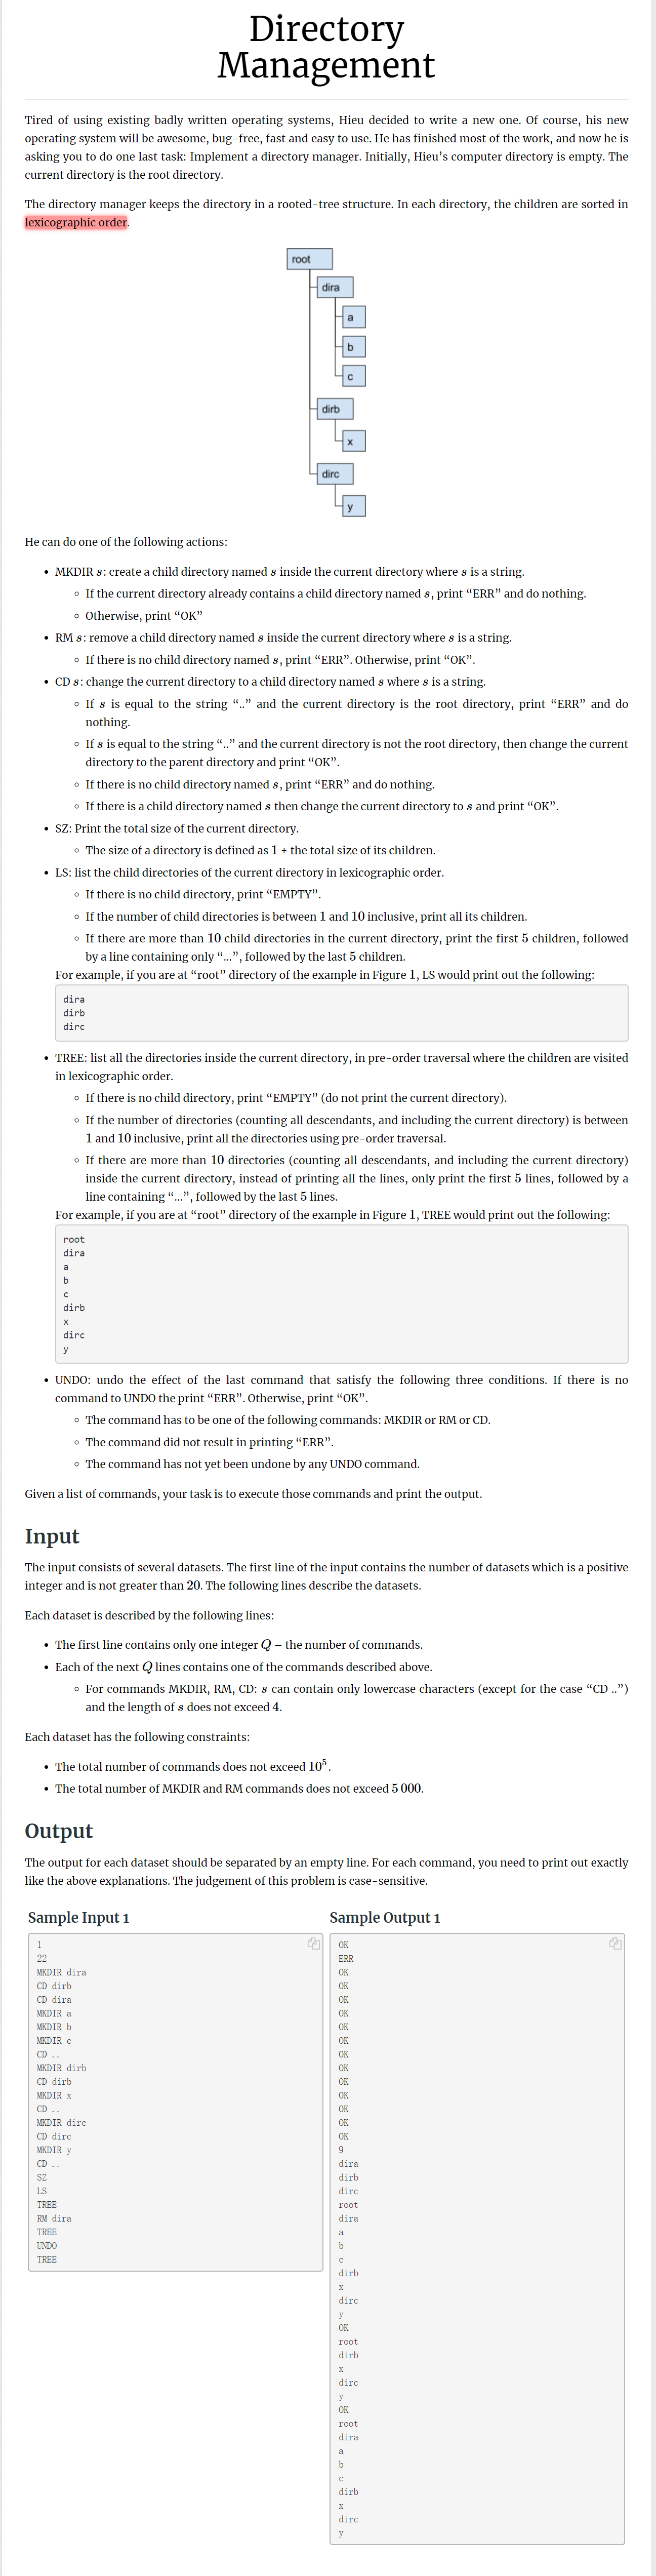 Directory
Management
Tired of using existing badly written operating systems, Hieu decided to write a new one. Of course, his new
operating system will be awesome, bug-free, fast and easy to use. He has finished most of the work, and now he is
asking you to do one last task: Implement a directory manager. Initially, Hieu’s computer directory is empty. The
current directory is the root directory.
The directory manager keeps the directory in a rooted-tree structure. In each directory, the children are sorted in
lexicographic order.
root
dira
a
b
c
dirb
x
dirc
y
He can do one of the following actions:
• MKDIR s: create a child directory named s inside the current directory where s is a string.
◦ If the current directory already contains a child directory named s, print “ERR” and do nothing.
◦ Otherwise, print “OK”
• RM s: remove a child directory named s inside the current directory where s is a string.
◦ If there is no child directory named s, print “ERR”. Otherwise, print “OK”.
• CD s: change the current directory to a child directory named s where s is a string.
◦ If s is equal to the string “..” and the current directory is the root directory, print “ERR” and do
nothing.
◦ If s is equal to the string “..” and the current directory is not the root directory, then change the current
directory to the parent directory and print “OK”.
◦ If there is no child directory named s, print “ERR” and do nothing.
◦ If there is a child directory named s then change the current directory to s and print “OK”.
• SZ: Print the total size of the current directory.
◦ The size of a directory is defined as 1 + the total size of its children.
• LS: list the child directories of the current directory in lexicographic order.
◦ If there is no child directory, print “EMPTY”.
◦ If the number of child directories is between 1 and 10 inclusive, print all its children.
◦ If there are more than 10 child directories in the current directory, print the first 5 children, followed
by a line containing only “...”, followed by the last 5 children.
For example, if you are at “root” directory of the example in Figure 1, LS would print out the following:
dira
dirb
dirc
• TREE: list all the directories inside the current directory, in pre-order traversal where the children are visited
in lexicographic order.
◦ If there is no child directory, print “EMPTY” (do not print the current directory).
◦ If the number of directories (counting all descendants, and including the current directory) is between
1 and 10 inclusive, print all the directories using pre-order traversal.
◦ If there are more than 10 directories (counting all descendants, and including the current directory)
inside the current directory, instead of printing all the lines, only print the first 5 lines, followed by a
line containing “...”, followed by the last 5 lines.
For example, if you are at “root” directory of the example in Figure 1, TREE would print out the following:
root
dira
a
b
c
dirb
x
dirc
y
• UNDO: undo the effect of the last command that satisfy the following three conditions. If there is no
command to UNDO the print “ERR”. Otherwise, print “OK”.
◦ The command has to be one of the following commands: MKDIR or RM or CD.
◦ The command did not result in printing “ERR”.
◦ The command has not yet been undone by any UNDO command.
Given a list of commands, your task is to execute those commands and print the output.
Input
The input consists of several datasets. The first line of the input contains the number of datasets which is a positive
integer and is not greater than 20. The following lines describe the datasets.
Each dataset is described by the following lines:
• The first line contains only one integer Q – the number of commands.
• Each of the next Q lines contains one of the commands described above.
◦ For commands MKDIR, RM, CD: s can contain only lowercase characters (except for the case “CD ..”)
and the length of s does not exceed 4.
Each dataset has the following constraints:
• The total number of commands does not exceed 10⁵.
• The total number of MKDIR and RM commands does not exceed 5 000.
Output
The output for each dataset should be separated by an empty line. For each command, you need to print out exactly
like the above explanations. The judgement of this problem is case-sensitive.
Sample Input 1
1
22
MKDIR dira
CD dirb
CD dira
MKDIR a
MKDIR b
MKDIR c
CD ..
MKDIR dirb
CD dirb
MKDIR x
CD ..
MKDIR dirc
CD dirc
MKDIR y
CD ..
SZ
LS
TREE
RM dira
TREE
UNDO
TREE
Sample Output 1
OK
ERR
OK
OK
OK
OK
OK
OK
OK
OK
OK
OK
OK
OK
OK
9
dira
dirb
dirc
root
dira
a
b
c
dirb
x
dirc
y
OK
root
dirb
x
dirc
y
OK
root
dira
a
b
c
dirb
x
dirc
y